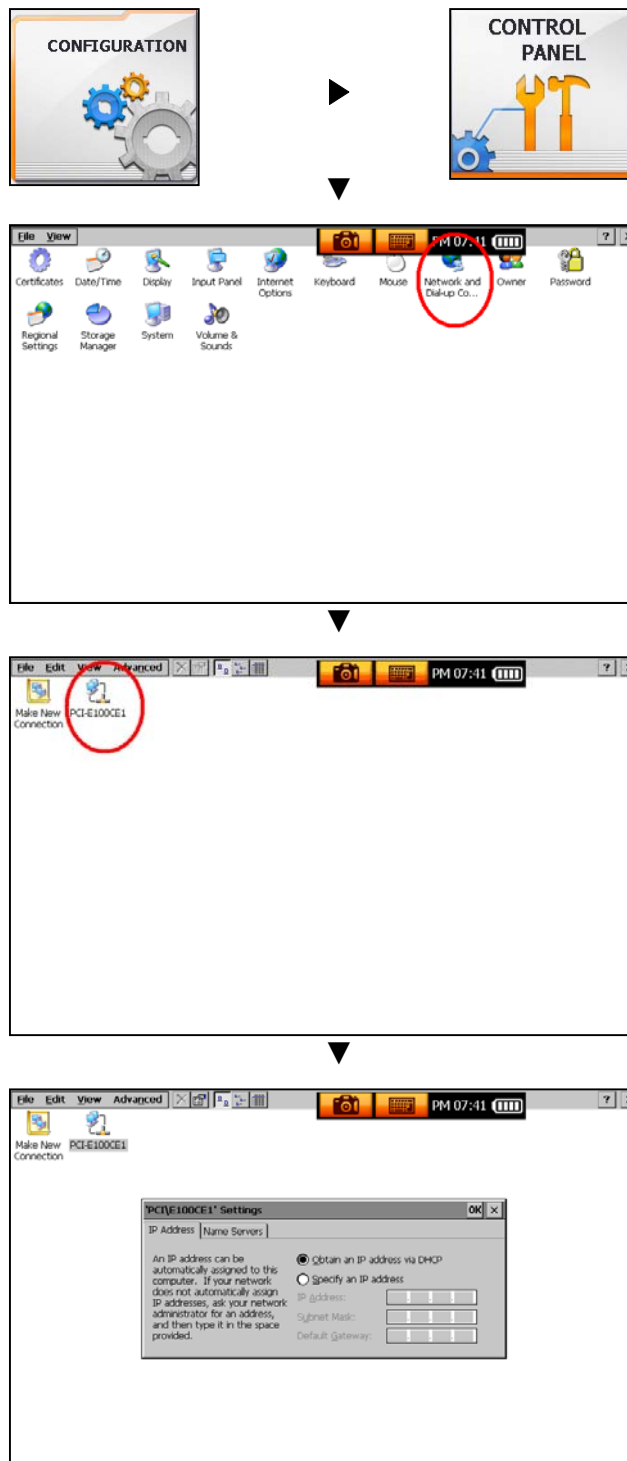 CONFIGURATION
CONTROL
PANEL
File View
PM 07:41
?
Certificates Date/Time Display Input Panel Internet Options Keyboard Mouse Network and Dial-up Co... Owner Password
Regional Settings Storage Manager System Volume & Sounds
File Edit View Advanced
PM 07:41
?
Make New Connection PCI-E100CE1
File Edit View Advanced
PM 07:41
?
Make New Connection PCI-E100CE1
'PCI\E100CE1' Settings OK ×
IP Address Name Servers
An IP address can be
automatically assigned to this
computer. If your network
does not automatically assign
IP addresses, ask your network
administrator for an address,
and then type it in the space
provided.
Obtain an IP address via DHCP
Specify an IP address
IP Address:
Subnet Mask:
Default Gateway: